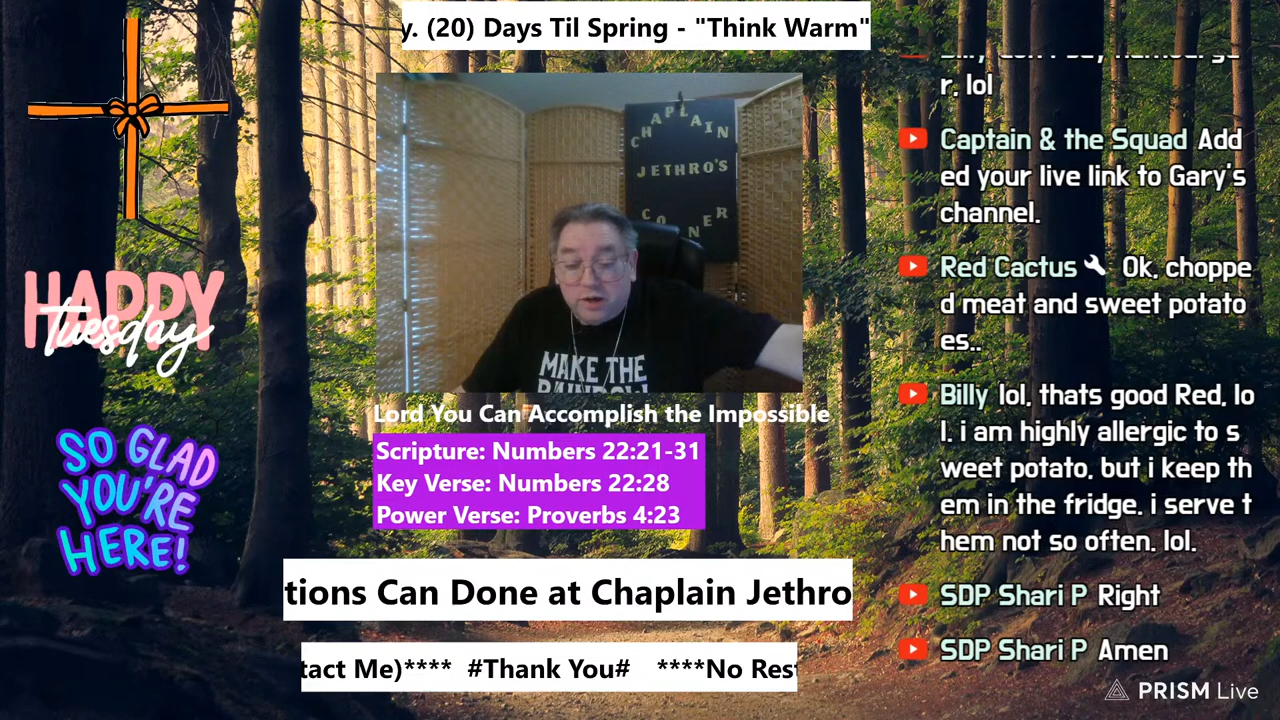 y. (20) Days Til Spring - "Think Warm"
r. lol
Captain & the Squad Add
ed your live link to Gary's
channel.
Red Cactus Ok, choppe
d meat and sweet potato
es..
Billy lol, thats good Red, lo
l. i am highly allergic to s
weet potato, but i keep th
em in the fridge. i serve t
hem not so often. lol.
SDP Shari P Right
SDP Shari P Amen
HAPPY
tuesday
SO GLAD
YOU'RE
HERE!
CHAPLAIN
JETHRO'S
CORNER
MAKE THE
RAINBOW
Lord You Can Accomplish the Impossible
Scripture: Numbers 22:21-31
Key Verse: Numbers 22:28
Power Verse: Proverbs 4:23
tions Can Done at Chaplain Jethro
tact Me)**** #Thank You# ****No Rest
PRISM Live